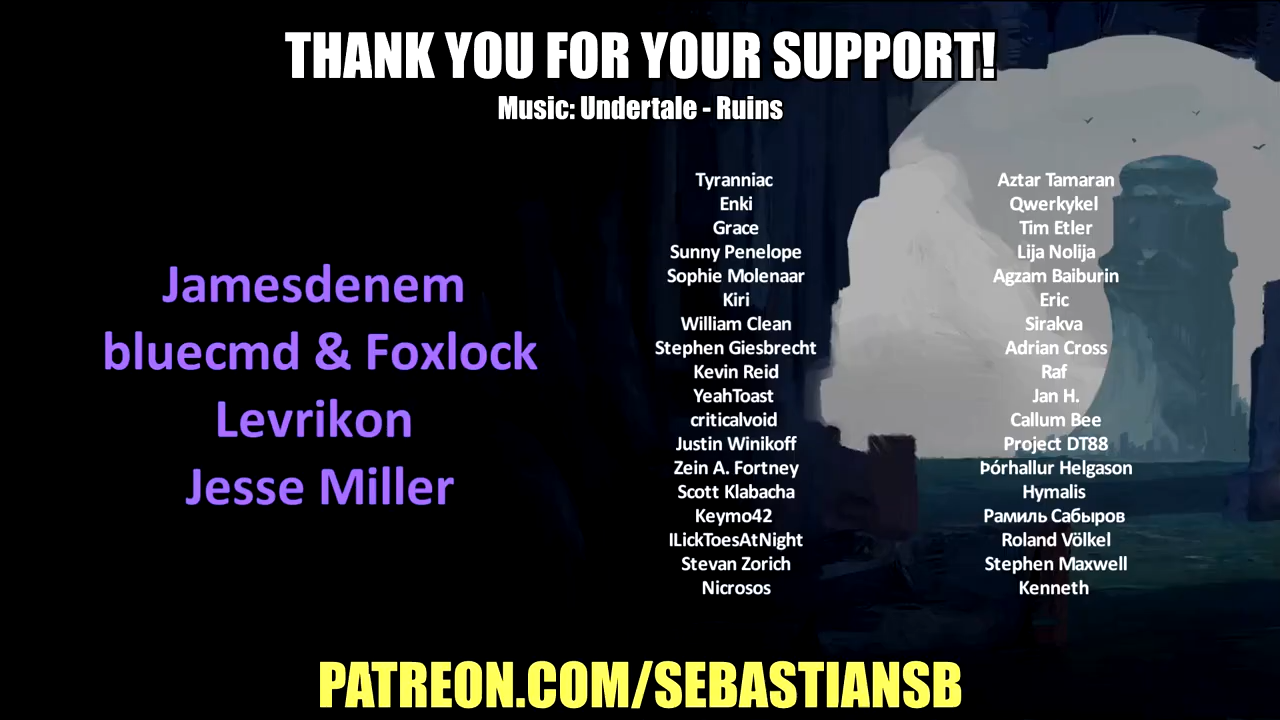 THANK YOU FOR YOUR SUPPORT!
Music: Undertale - Ruins
Jamesdenem
bluecmd & Foxlock
Levrikon
Jesse Miller
Tyranniac
Enki
Grace
Sunny Penelope
Sophie Molenaar
Kiri
William Clean
Stephen Giesbrecht
Kevin Reid
YeahToast
criticalvoid
Justin Winikoff
Zein A. Fortney
Scott Klabacha
Keymo42
ILickToesAtNight
Stevan Zorich
Nicrosos
Aztar Tamaran
Qwerkykel
Tim Etler
Lija Nolija
Agzam Baiburin
Eric
Sirakva
Adrian Cross
Raf
Jan H.
Callum Bee
Project DT88
Þórhallur Helgason
Hymalis
Рамиль Сабыров
Roland Völkel
Stephen Maxwell
Kenneth
PATREON.COM/SEBASTIANSB